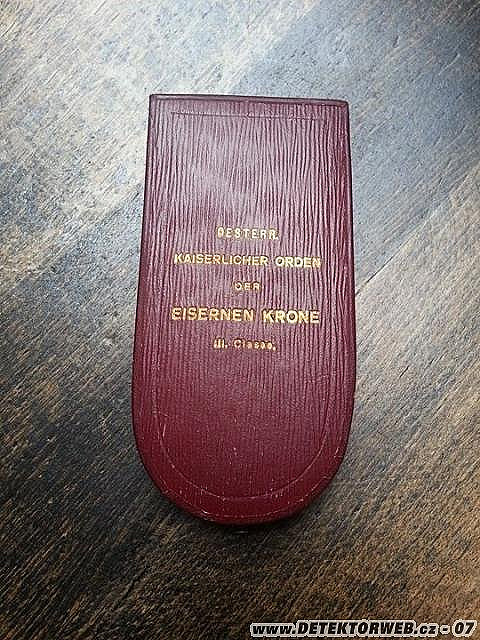 OESTERR.
KAISERLICHER ORDEN
DER
EISERNEN KRONE
III. Classe.
www.DETEKTORWEB.cz - 07